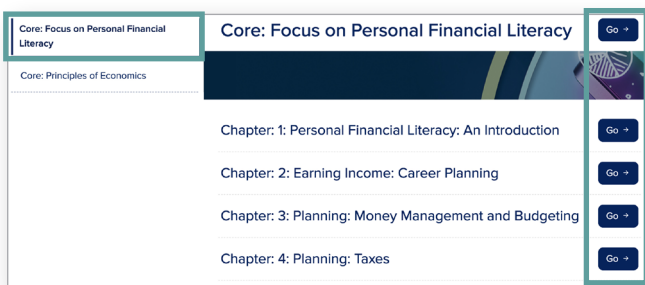 Core: Focus on Personal Financial
Literacy
Core: Principles of Economics
Core: Focus on Personal Financial Literacy
Go →
Chapter: 1: Personal Financial Literacy: An Introduction
Go →
Chapter: 2: Earning Income: Career Planning
Go →
Chapter: 3: Planning: Money Management and Budgeting
Go →
Chapter: 4: Planning: Taxes
Go →